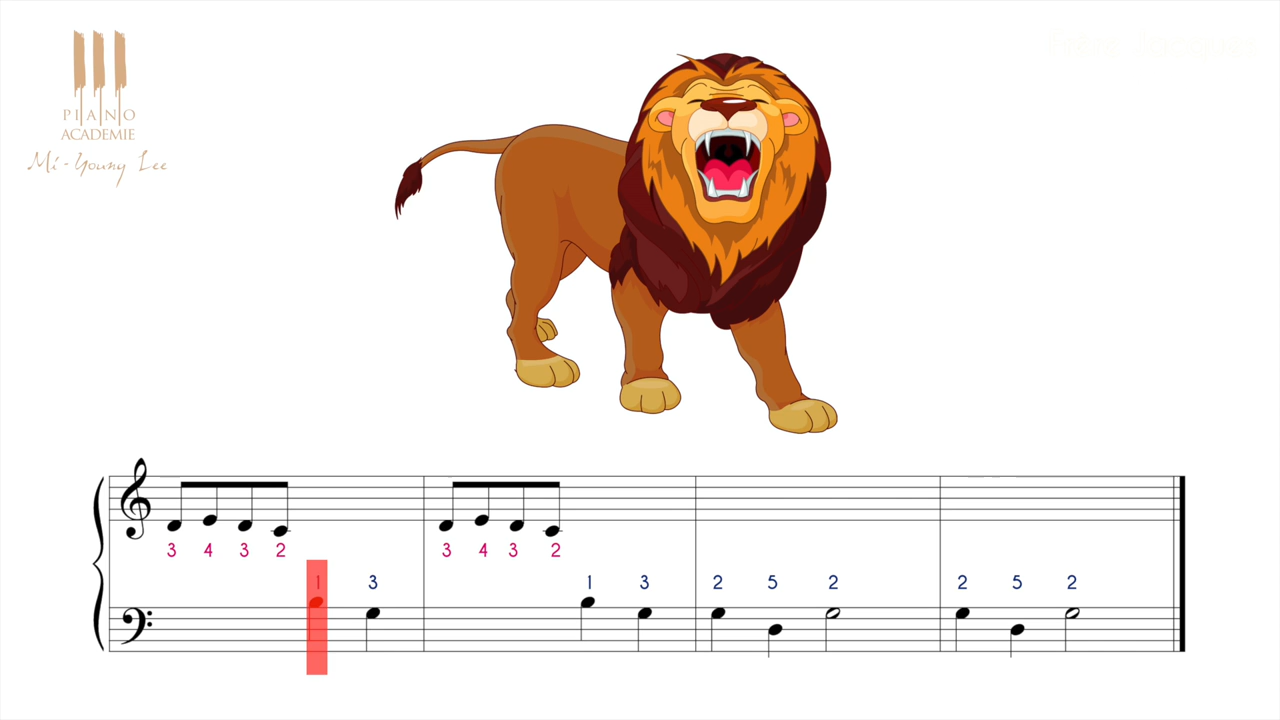 PIANO
ACADEMIE
Mi-Young Lee
3 4 3 2 3 4 3 2
1 3 1 3 2 5 2 2 5 2